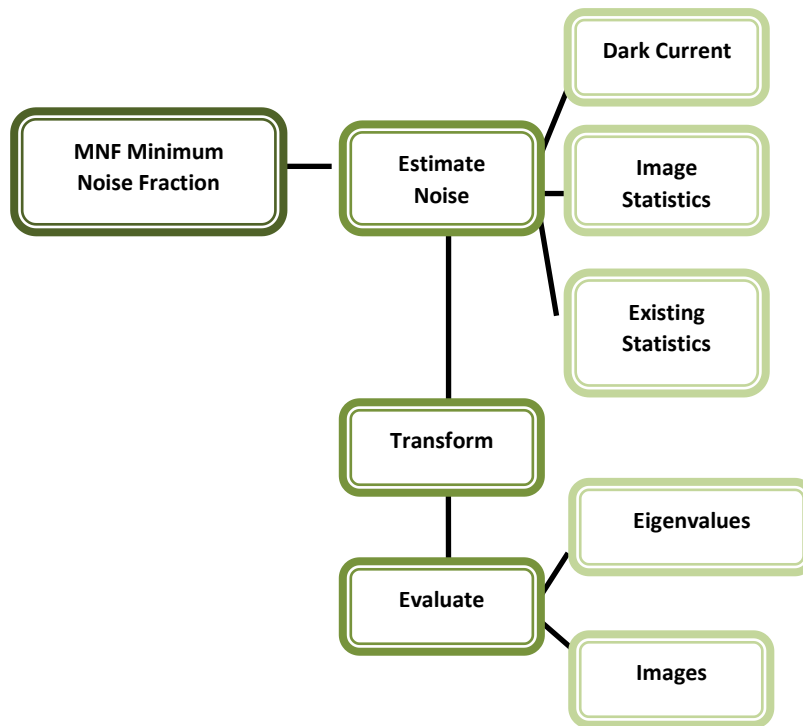 Dark Current
MNF Minimum
Noise Fraction
Estimate
Noise
Image
Statistics
Existing
Statistics
Transform
Eigenvalues
Evaluate
Images